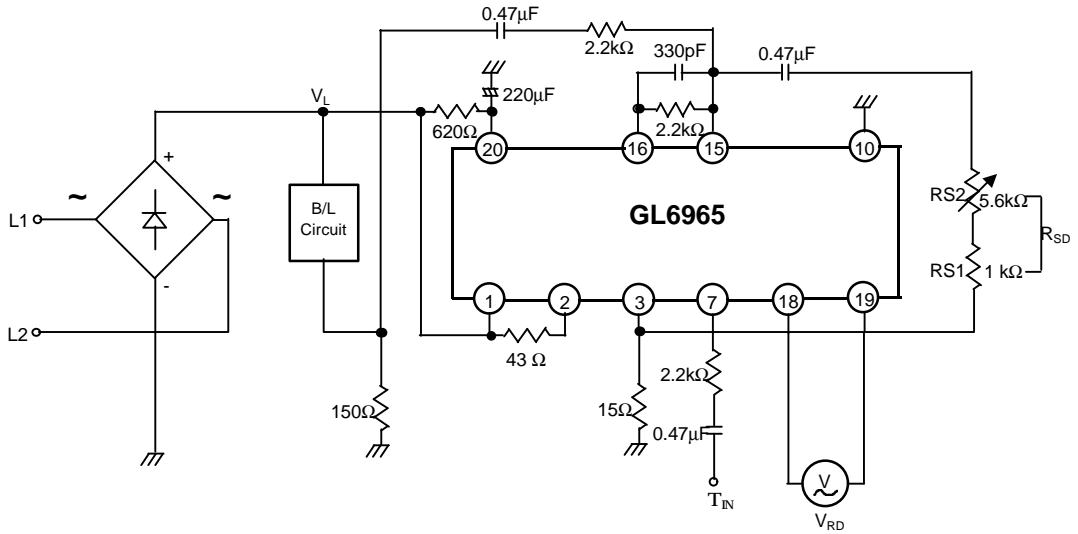 0.47µF
2.2kΩ
330pF
0.47µF
220µF
V_L
620Ω
2.2kΩ
20
16
15
10
+
~
~
B/L
Circuit
GL6965
RS2
5.6kΩ
R_SD
L1
RS1
1 kΩ
-
1
2
3
7
18
19
L2
43 Ω
2.2kΩ
150Ω
15Ω
0.47µF
V
~
T_IN
V_RD